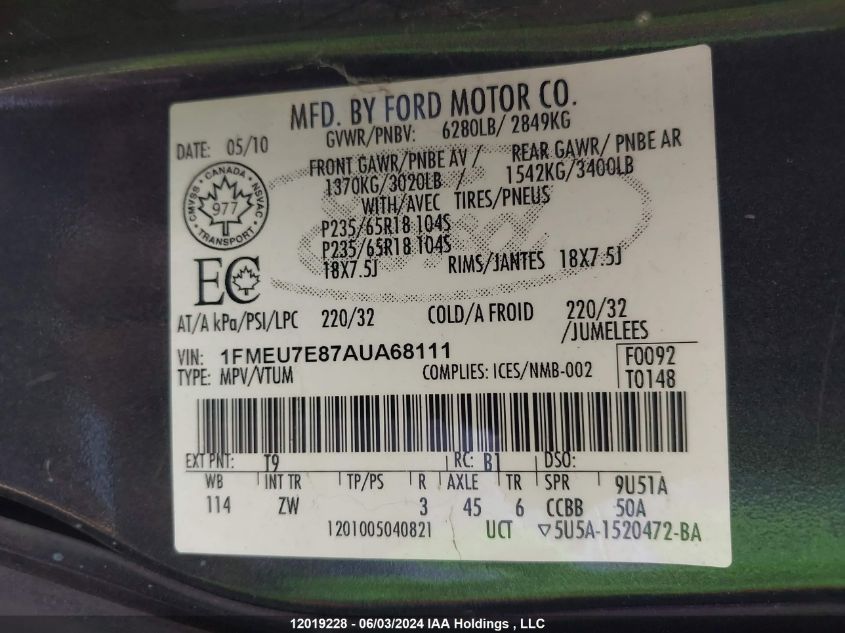 MFD. BY FORD MOTOR CO.
DATE: 05/10 GVWR/PNBV: 6280LB/ 2849KG
FRONT GAWR/PNBE AV / REAR GAWR/ PNBE AR
1370KG/3020LB / 1542KG/3400LB
WITH/AVEC TIRES/PNEUS
P235/65R18 104S
P235/65R18 104S
18X7.5J RIMS/JANTES 18X7.5J
CMVSS · CANADA · NSVAC
977
TRANSPORT
EC
AT/A kPa/PSI/LPC 220/32 COLD/A FROID 220/32
/JUMELEES
VIN: 1FMEU7E87AUA68111 F0092
TYPE: MPV/VTUM COMPLIES: ICES/NMB-002 T0148
EXT PNT: T9 RC: B1 DSO:
WB INT TR TP/PS R AXLE TR SPR 9U51A
114 ZW 3 45 6 CCBB 50A
1201005040821 UCT ▽5U5A-1520472-BA
12019228 - 06/03/2024 IAA Holdings , LLC